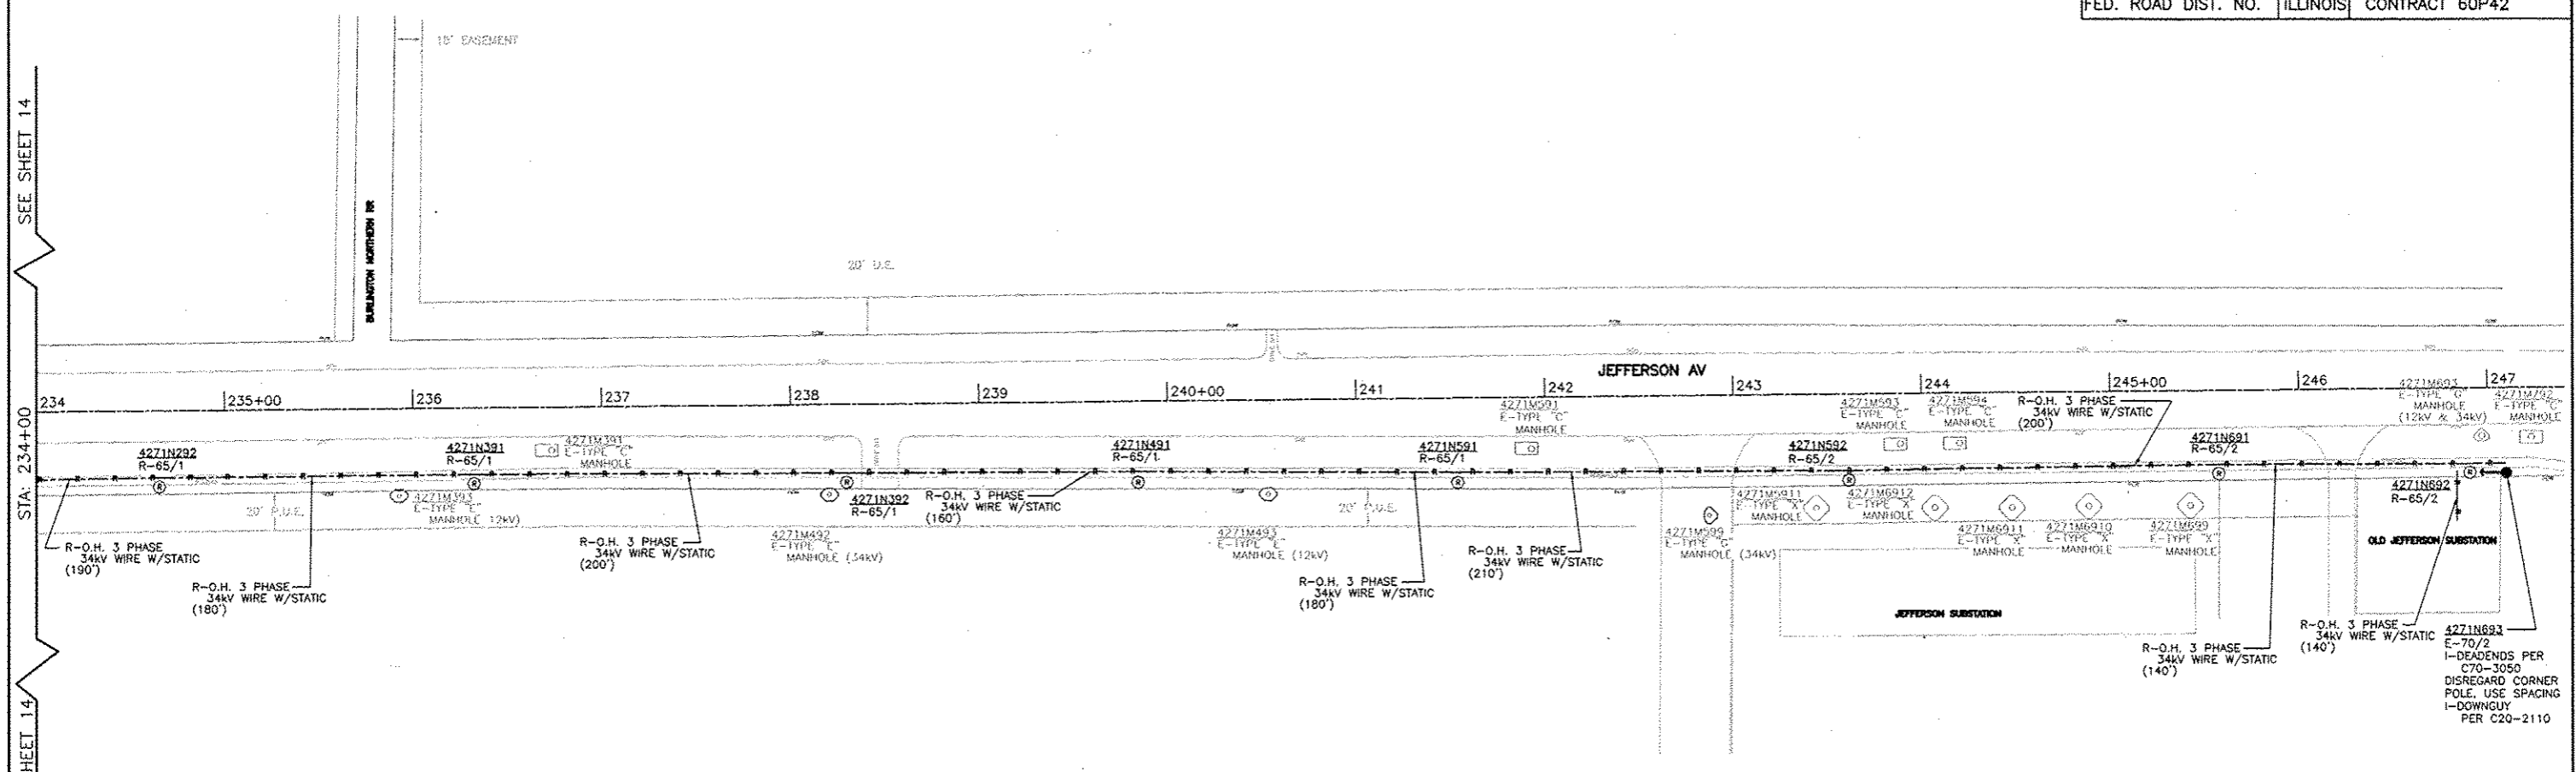 FED. ROAD DIST. NO. ILLINOIS CONTRACT 60P42
SEE SHEET 14
10' EASEMENT
BURLINGTON NORTHERN RR
20' U.E.
JEFFERSON AV
STA: 234+00
234
235+00
236
237
238
239
240+00
241
242
243
244
245+00
246
247
4271N292
R-65/1
4271N391
R-65/1
4271M391
E-TYPE "C"
MANHOLE
4271N491
R-65/1
4271N591
R-65/1
4271M591
E-TYPE "C"
MANHOLE
4271N592
R-65/2
4271M593
E-TYPE "C"
MANHOLE
4271M594
E-TYPE "C"
MANHOLE
R-O.H. 3 PHASE
34kV WIRE W/STATIC
(200')
4271N691
R-65/2
4271M693
E-TYPE "G"
MANHOLE
(12kV & 34kV)
4271M792
E-TYPE "C"
MANHOLE
20' P.U.E.
4271M393
E-TYPE "E"
MANHOLE 12kV)
4271N392
R-65/1
R-O.H. 3 PHASE
34kV WIRE W/STATIC
(160')
20' P.U.E.
4271M5911
E-TYPE "X"
MANHOLE
4271M6912
E-TYPE "X"
MANHOLE
4271N692
R-65/2
R-O.H. 3 PHASE
34kV WIRE W/STATIC
(190')
R-O.H. 3 PHASE
34kV WIRE W/STATIC
(180')
R-O.H. 3 PHASE
34kV WIRE W/STATIC
(200')
4271M492
E-TYPE "E"
MANHOLE (34kV)
4271M493
E-TYPE "E"
MANHOLE (12kV)
R-O.H. 3 PHASE
34kV WIRE W/STATIC
(180')
R-O.H. 3 PHASE
34kV WIRE W/STATIC
(210')
4271M599
E-TYPE "G"
MANHOLE (34kV)
4271M6911
E-TYPE "X"
MANHOLE
4271M6910
E-TYPE "X"
MANHOLE
4271M699
E-TYPE "X"
MANHOLE
OLD JEFFERSON SUBSTATION
JEFFERSON SUBSTATION
R-O.H. 3 PHASE
34kV WIRE W/STATIC
(140')
R-O.H. 3 PHASE
34kV WIRE W/STATIC
(140')
4271N693
E-70/2
I-DEADENDS PER
C70-3050
DISREGARD CORNER
POLE, USE SPACING
I-DOWNGUY
PER C20-2110
HEET 14